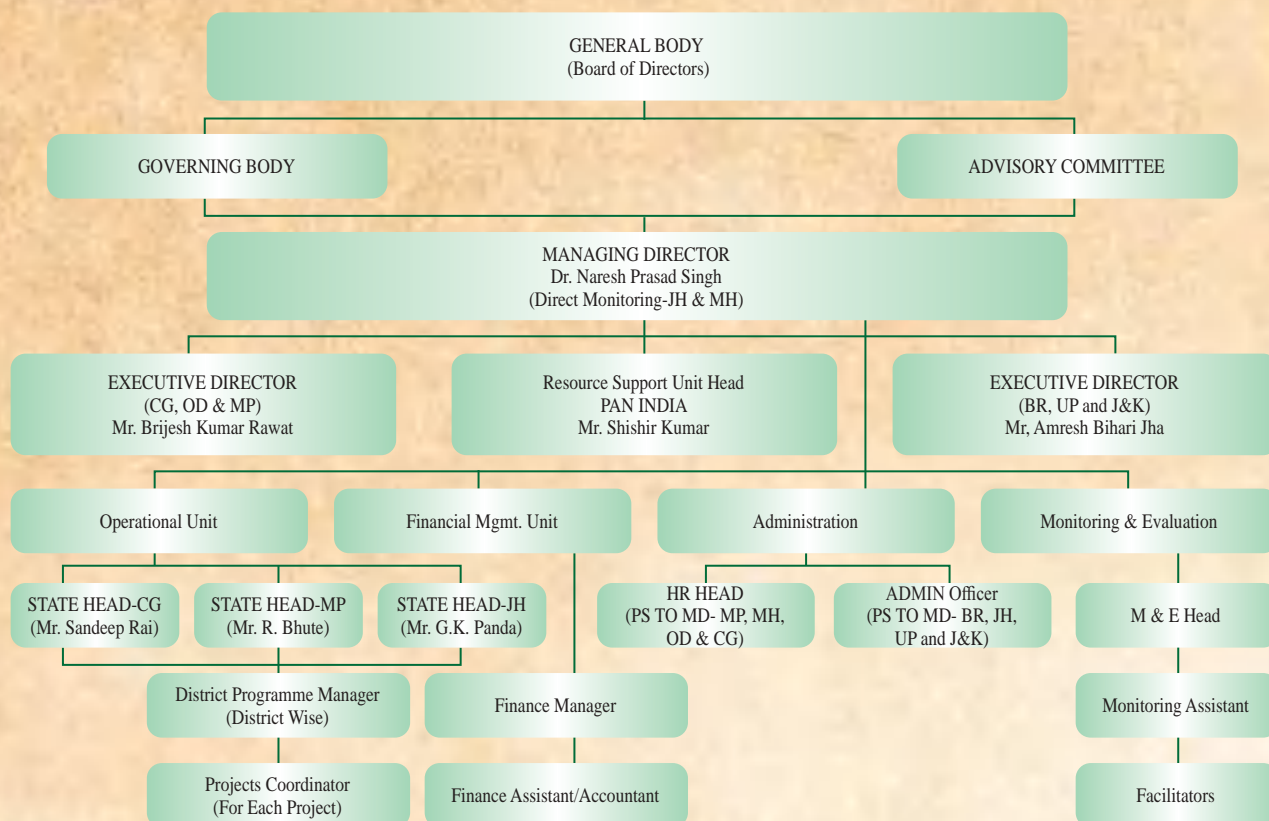 GENERAL BODY
(Board of Directors)
GOVERNING BODY
ADVISORY COMMITTEE
MANAGING DIRECTOR
Dr. Naresh Prasad Singh
(Direct Monitoring-JH & MH)
EXECUTIVE DIRECTOR
(CG, OD & MP)
Mr. Brijesh Kumar Rawat
Resource Support Unit Head
PAN INDIA
Mr. Shishir Kumar
EXECUTIVE DIRECTOR
(BR, UP and J&K)
Mr, Amresh Bihari Jha
Operational Unit
Financial Mgmt. Unit
Administration
Monitoring & Evaluation
STATE HEAD-CG
(Mr. Sandeep Rai)
STATE HEAD-MP
(Mr. R. Bhute)
STATE HEAD-JH
(Mr. G.K. Panda)
HR HEAD
(PS TO MD- MP, MH,
OD & CG)
ADMIN Officer
(PS TO MD- BR, JH,
UP and J&K)
M & E Head
District Programme Manager
(District Wise)
Finance Manager
Monitoring Assistant
Projects Coordinator
(For Each Project)
Finance Assistant/Accountant
Facilitators